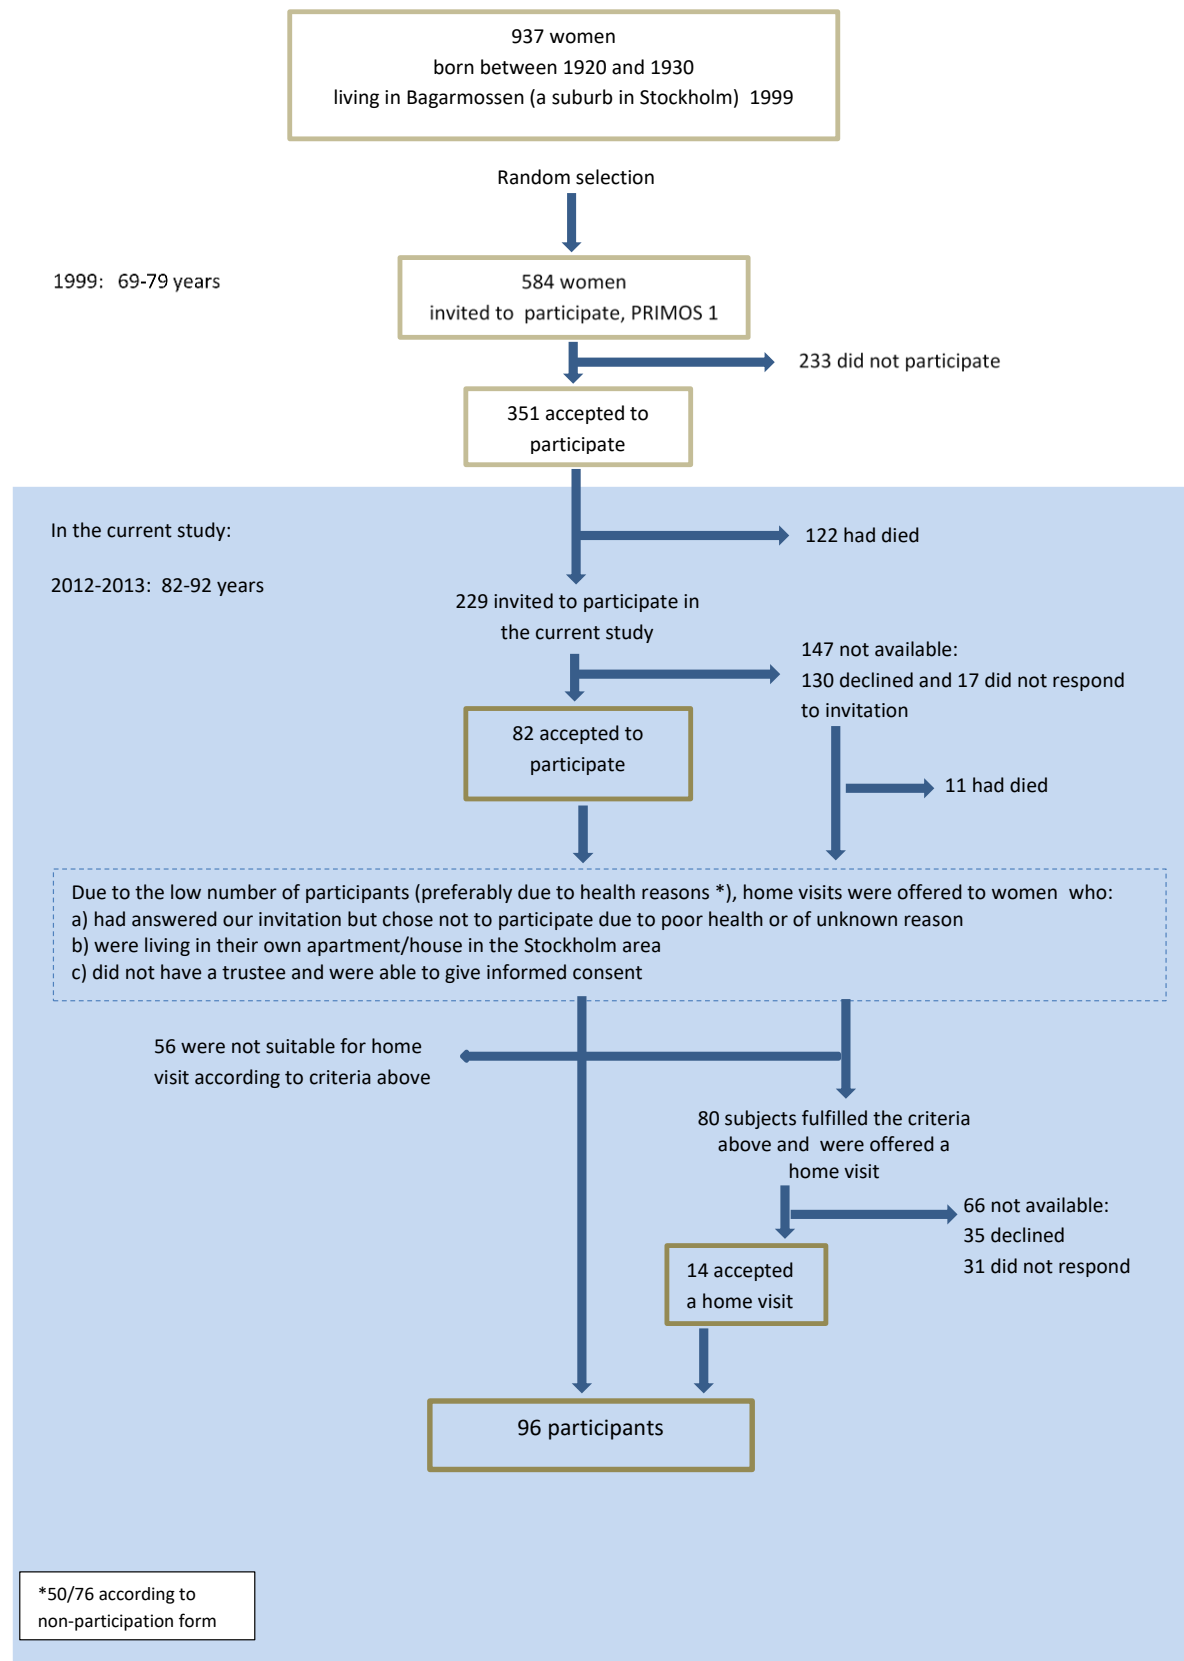 937 women
born between 1920 and 1930
living in Bagarmossen (a suburb in Stockholm) 1999
Random selection
1999: 69-79 years
584 women
invited to participate, PRIMOS 1
233 did not participate
351 accepted to
participate
In the current study:
122 had died
2012-2013: 82-92 years
229 invited to participate in
the current study
147 not available:
130 declined and 17 did not respond
to invitation
82 accepted to
participate
11 had died
Due to the low number of participants (preferably due to health reasons *), home visits were offered to women who:
a) had answered our invitation but chose not to participate due to poor health or of unknown reason
b) were living in their own apartment/house in the Stockholm area
c) did not have a trustee and were able to give informed consent
56 were not suitable for home
visit according to criteria above
80 subjects fulfilled the criteria
above and were offered a
home visit
66 not available:
35 declined
31 did not respond
14 accepted
a home visit
96 participants
*50/76 according to
non-participation form